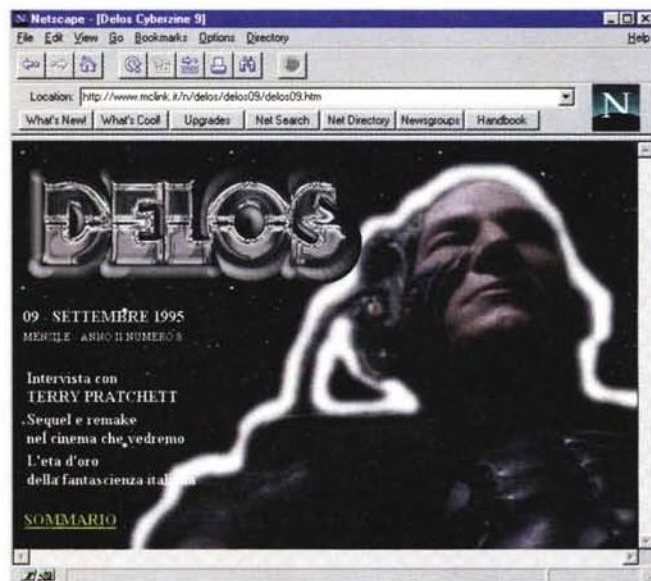 Netscape - [Delos Cyberzine 9]
File Edit View Go Bookmarks Options Directory Help
Location: http://www.mclink.it/n/delos/delos09/delos09.htm
N
What's New! What's Cool! Upgrades Net Search Net Directory Newsgroups Handbook
DELOS
09 - SETTEMBRE 1995
MENSILE - ANNO II NUMERO 8
Intervista con
TERRY PRATCHETT
Sequel e remake
nel cinema che vedremo
L'eta d'oro
della fantascienza italiana
SOMMARIO